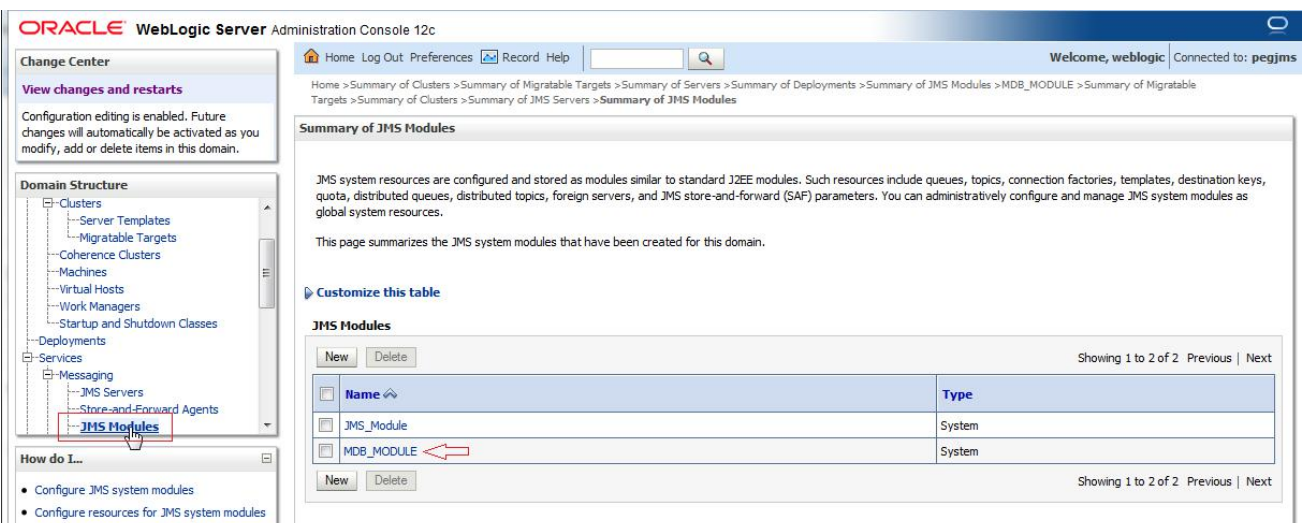 ORACLE WebLogic Server Administration Console 12c
Change Center
View changes and restarts
Configuration editing is enabled. Future
changes will automatically be activated as you
modify, add or delete items in this domain.
Domain Structure
Clusters
Server Templates
Migratable Targets
Coherence Clusters
Machines
Virtual Hosts
Work Managers
Startup and Shutdown Classes
Deployments
Services
Messaging
JMS Servers
Store-and-Forward Agents
JMS Modules
How do I...
Configure JMS system modules
Configure resources for JMS system modules
Home Log Out Preferences Record Help
Welcome, weblogic Connected to: pegjms
Home >Summary of Clusters >Summary of Migratable Targets >Summary of Servers >Summary of Deployments >Summary of JMS Modules >MDB_MODULE >Summary of Migratable
Targets >Summary of Clusters >Summary of JMS Servers >Summary of JMS Modules
Summary of JMS Modules
JMS system resources are configured and stored as modules similar to standard J2EE modules. Such resources include queues, topics, connection factories, templates, destination keys,
quota, distributed queues, distributed topics, foreign servers, and JMS store-and-forward (SAF) parameters. You can administratively configure and manage JMS system modules as
global system resources.
This page summarizes the JMS system modules that have been created for this domain.
Customize this table
JMS Modules
New Delete Showing 1 to 2 of 2 Previous | Next
Name Type
JMS_Module System
MDB_MODULE System
New Delete Showing 1 to 2 of 2 Previous | Next